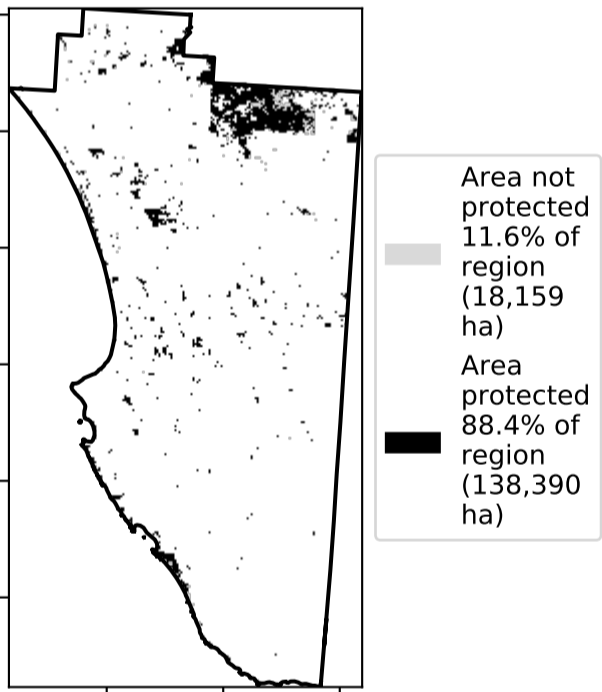 Area not
protected
11.6% of
region
(18,159
ha)
Area
protected
88.4% of
region
(138,390
ha)